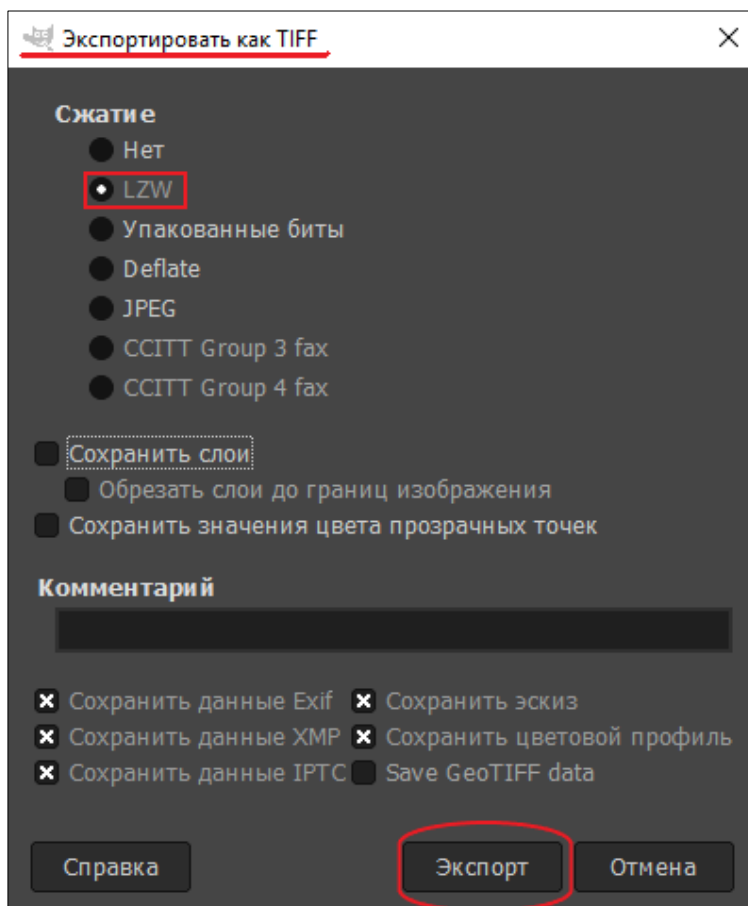 Экспортировать как TIFF
Сжатие
Нет
LZW
Упакованные биты
Deflate
JPEG
CCITT Group 3 fax
CCITT Group 4 fax
Сохранить слои
Обрезать слои до границ изображения
Сохранить значения цвета прозрачных точек
Комментарий
Сохранить данные Exif Сохранить эскиз
Сохранить данные XMP Сохранить цветовой профиль
Сохранить данные IPTC Save GeoTIFF data
Справка Экспорт Отмена